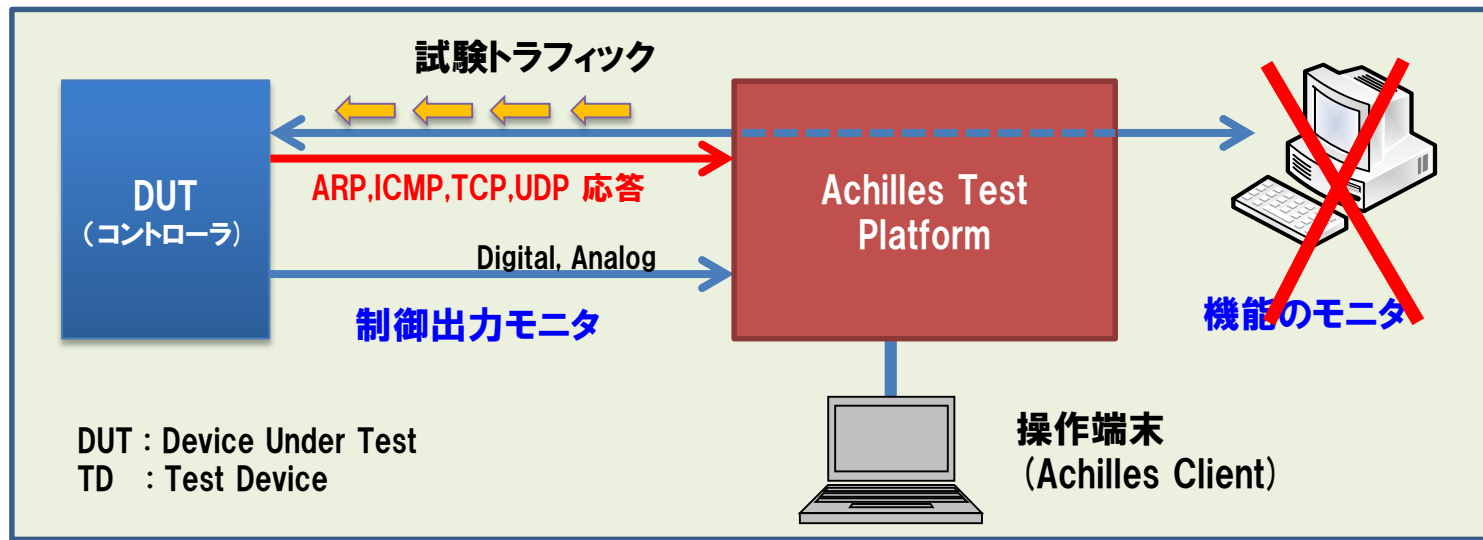 試験トラフィック
DUT
（コントローラ）
ARP,ICMP,TCP,UDP 応答
Digital, Analog
制御出力モニタ
Achilles Test
Platform
機能のモニタ
操作端末
（Achilles Client）
DUT : Device Under Test
TD : Test Device